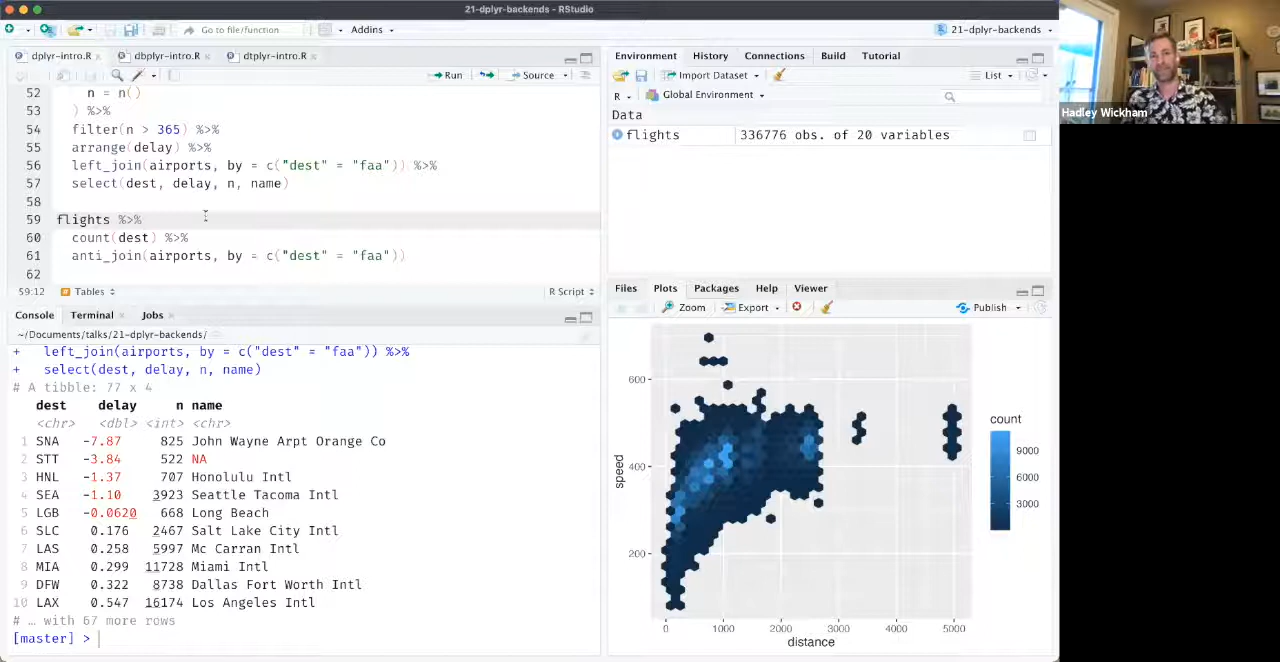 21-dplyr-backends - RStudio
Go to file/function
Addins
21-dplyr-backends
dplyr-intro.R
dbplyr-intro.R
dtplyr-intro.R
Run
Source
52 n = n()
53 ) %>%
54 filter(n > 365) %>%
55 arrange(delay) %>%
56 left_join(airports, by = c("dest" = "faa")) %>%
57 select(dest, delay, n, name)
58
59 flights %>%
60 count(dest) %>%
61 anti_join(airports, by = c("dest" = "faa"))
62
59:12 Tables R Script
Console Terminal Jobs
~/Documents/talks/21-dplyr-backends/
+ left_join(airports, by = c("dest" = "faa")) %>%
+ select(dest, delay, n, name)
# A tibble: 77 x 4
dest delay n name
<chr> <dbl> <int> <chr>
1 SNA -7.87 825 John Wayne Arpt Orange Co
2 STT -3.84 522 NA
3 HNL -1.37 707 Honolulu Intl
4 SEA -1.10 3923 Seattle Tacoma Intl
5 LGB -0.0620 668 Long Beach
6 SLC 0.176 2467 Salt Lake City Intl
7 LAS 0.258 5997 Mc Carran Intl
8 MIA 0.299 11728 Miami Intl
9 DFW 0.322 8738 Dallas Fort Worth Intl
10 LAX 0.547 16174 Los Angeles Intl
# … with 67 more rows
[master] >
Environment History Connections Build Tutorial
Import Dataset
List
R Global Environment
Data
flights 336776 obs. of 20 variables
Files Plots Packages Help Viewer
Zoom Export Publish
600
400
200
speed
0 1000 2000 3000 4000 5000
distance
count
9000
6000
3000
Hadley Wickham